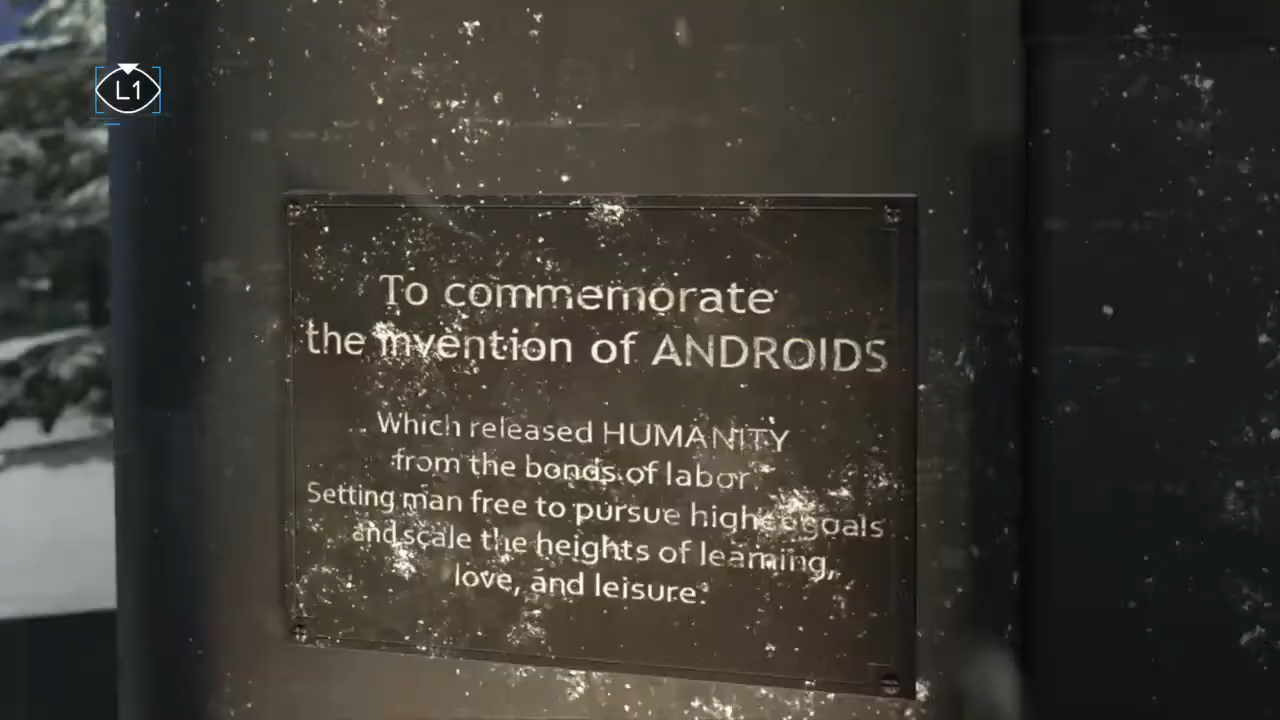 L1
To commemorate
the invention of ANDROIDS
Which released HUMANITY
from the bonds of labor
Setting man free to pursue higher goals
and scale the heights of learning,
love, and leisure.